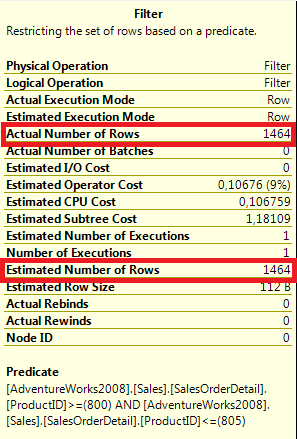 Filter
Restricting the set of rows based on a predicate.
Physical Operation Filter
Logical Operation Filter
Actual Execution Mode Row
Estimated Execution Mode Row
Actual Number of Rows 1464
Actual Number of Batches 0
Estimated I/O Cost 0
Estimated Operator Cost 0,10676 (9%)
Estimated CPU Cost 0,106759
Estimated Subtree Cost 1,18109
Estimated Number of Executions 1
Number of Executions 1
Estimated Number of Rows 1464
Estimated Row Size 112 B
Actual Rebinds 0
Actual Rewinds 0
Node ID 0
Predicate
[AdventureWorks2008].[Sales].[SalesOrderDetail].
[ProductID]>=(800) AND [AdventureWorks2008].
[Sales].[SalesOrderDetail].[ProductID]<=(805)